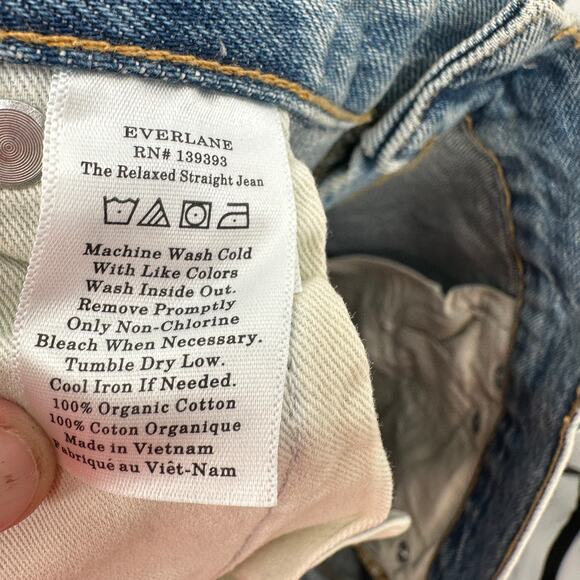 EVERLANE
RN# 139393
The Relaxed Straight Jean
Machine Wash Cold
With Like Colors
Wash Inside Out.
Remove Promptly
Only Non-Chlorine
Bleach When Necessary.
Tumble Dry Low.
Cool Iron If Needed.
100% Organic Cotton
100% Coton Organique
Made in Vietnam
Fabriqué au Viêt-Nam